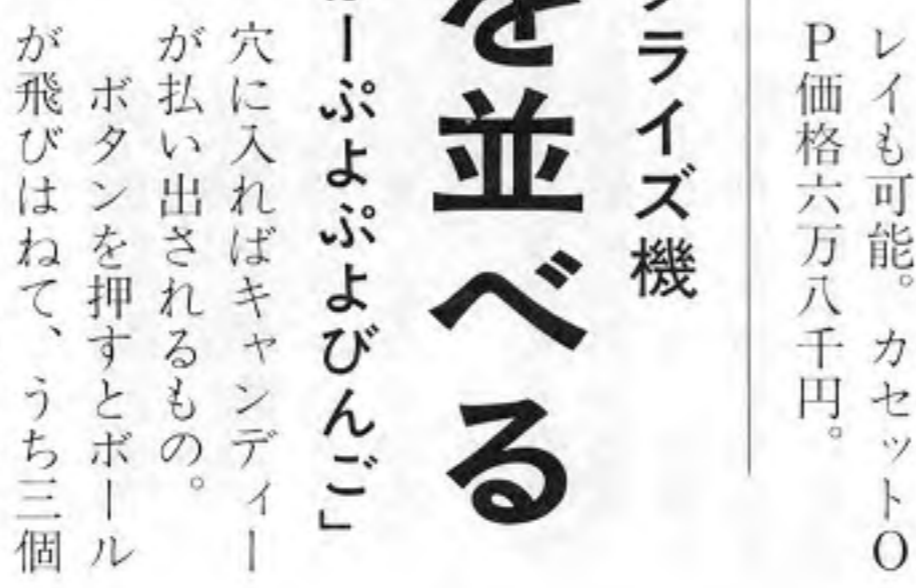 レイも可能。カセットO
P価格六万八千円。
ライズ機
を並べる
ーぷよぷよびんご」
穴に入ればキャンディー
が払い出されるもの。
ボタンを押すとボール
が飛びはねて、うち三個